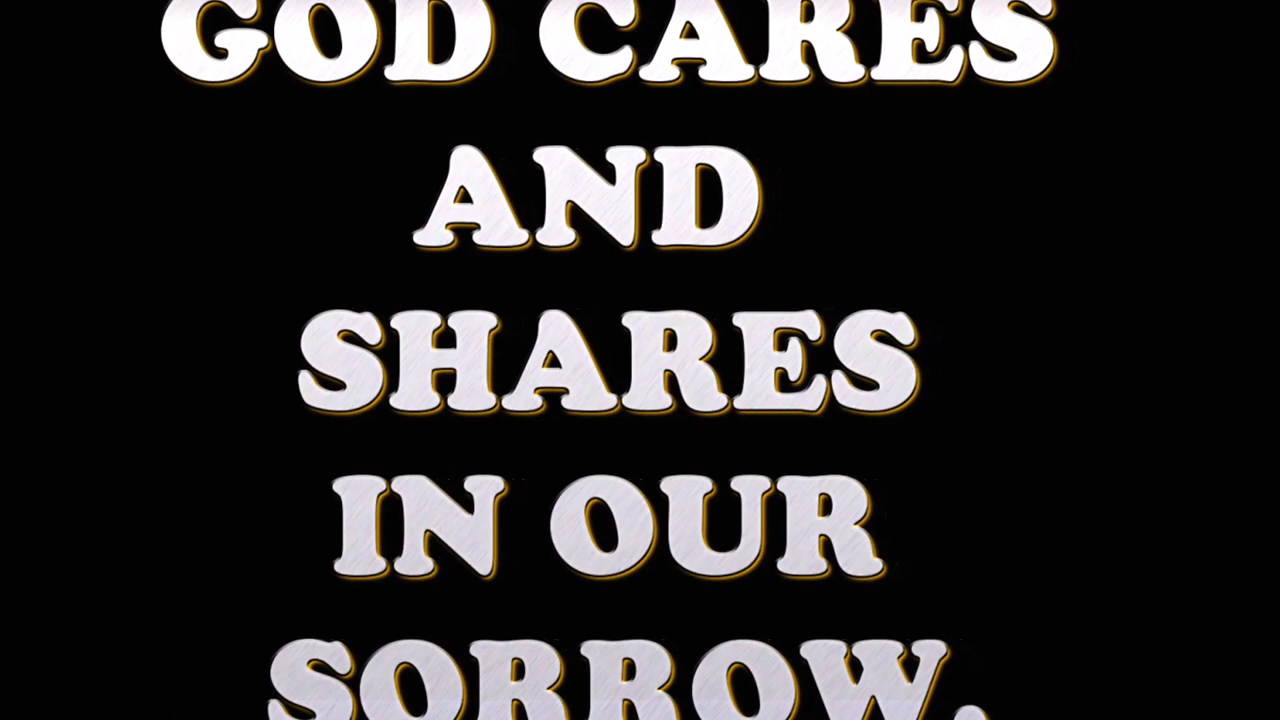 GOD CARES
AND
SHARES
IN OUR
SORROW.